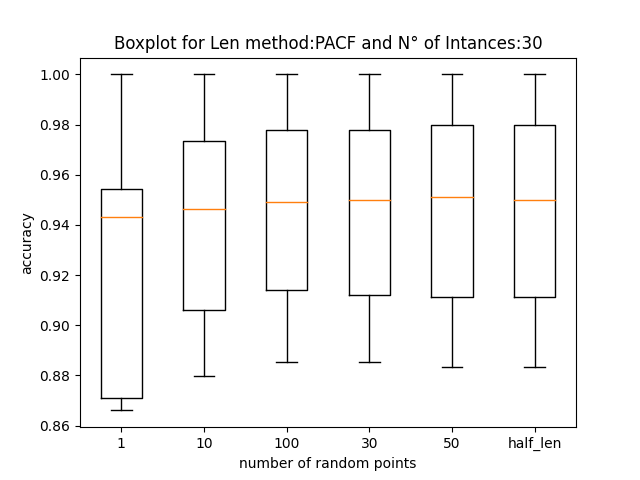 Boxplot for Len method:PACF and N° of Intances:30
1.00
0.98
0.96
0.94
0.92
0.90
0.88
0.86
accuracy
1 10 100 30 50 half_len
number of random points